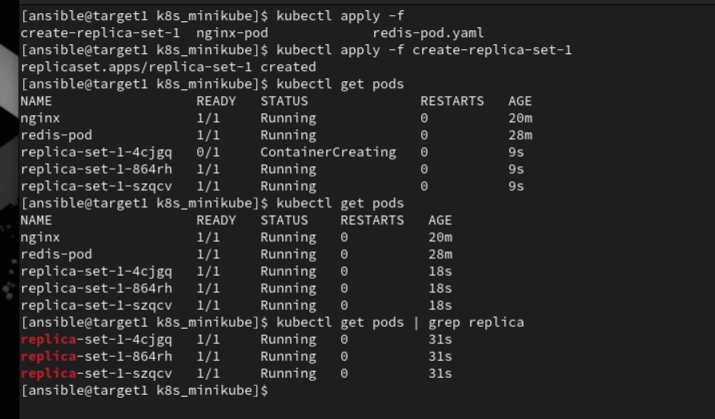 [ansible@target1 k8s_minikube]$ kubectl apply -f
create-replica-set-1  nginx-pod             redis-pod.yaml
[ansible@target1 k8s_minikube]$ kubectl apply -f create-replica-set-1
replicaset.apps/replica-set-1 created
[ansible@target1 k8s_minikube]$ kubectl get pods
NAME                  READY   STATUS              RESTARTS   AGE
nginx                 1/1     Running             0          20m
redis-pod             1/1     Running             0          28m
replica-set-1-4cjgq   0/1     ContainerCreating   0          9s
replica-set-1-864rh   1/1     Running             0          9s
replica-set-1-szqcv   1/1     Running             0          9s
[ansible@target1 k8s_minikube]$ kubectl get pods
NAME                  READY   STATUS    RESTARTS   AGE
nginx                 1/1     Running   0          20m
redis-pod             1/1     Running   0          28m
replica-set-1-4cjgq   1/1     Running   0          18s
replica-set-1-864rh   1/1     Running   0          18s
replica-set-1-szqcv   1/1     Running   0          18s
[ansible@target1 k8s_minikube]$ kubectl get pods | grep replica
replica-set-1-4cjgq   1/1     Running   0          31s
replica-set-1-864rh   1/1     Running   0          31s
replica-set-1-szqcv   1/1     Running   0          31s
[ansible@target1 k8s_minikube]$